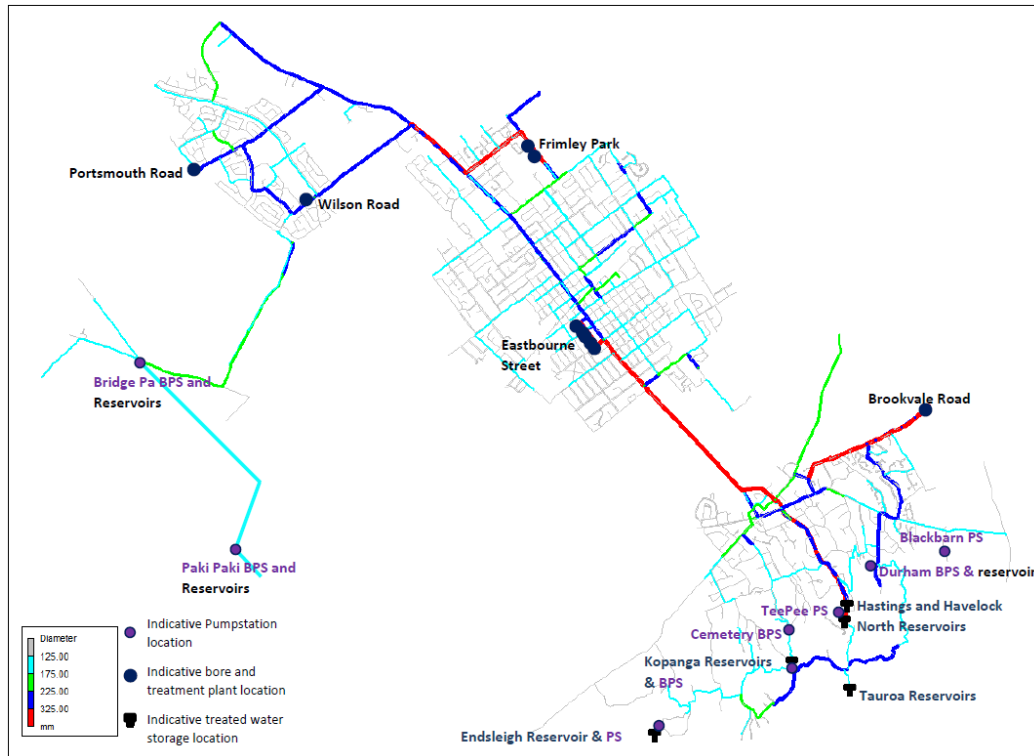 Frimley Park
Portsmouth Road
Wilson Road
Eastbourne
Street
Bridge Pa BPS and
Reservoirs
Brookvale Road
Paki Paki BPS and
Reservoirs
Blackbarn PS
Durham BPS & reservoir
TeePee PS
Hastings and Havelock
North Reservoirs
Cemetery BPS
Kopanga Reservoirs
& BPS
Tauroa Reservoirs
Endsleigh Reservoir & PS
Diameter
125.00
175.00
225.00
325.00
mm
Indicative Pumpstation
location
Indicative bore and
treatment plant location
Indicative treated water
storage location